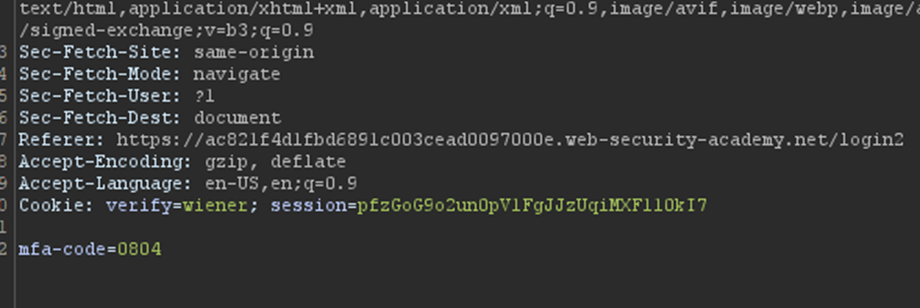 text/html,application/xhtml+xml,application/xml;q=0.9,image/avif,image/webp,image/
/signed-exchange;v=b3;q=0.9
3 Sec-Fetch-Site: same-origin
4 Sec-Fetch-Mode: navigate
5 Sec-Fetch-User: ?1
6 Sec-Fetch-Dest: document
7 Referer: https://ac821f4d1fbd6891c003cead0097000e.web-security-academy.net/login2
8 Accept-Encoding: gzip, deflate
9 Accept-Language: en-US,en;q=0.9
0 Cookie: verify=wiener; session=pfzGoG9o2unOpV1FgJJzUqiMXF1l0kI7
1
2 mfa-code=0804